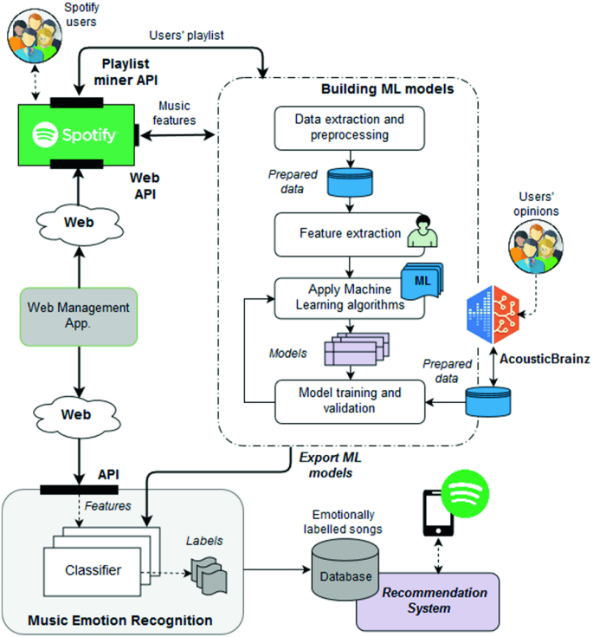 Spotify
users
Users' playlist
Playlist
miner API
Music
features
Spotify
Web
API
Web
Web Management
App.
Web
API
Building ML models
Data extraction and
preprocessing
Prepared
data
Feature extraction
Apply Machine
Learning algorithms
ML
Models
Model training and
validation
Users'
opinions
AcousticBrainz
Prepared
data
Export ML
models
Features
Classifier
Labels
Music Emotion Recognition
Emotionally
labelled songs
Database
Recommendation
System